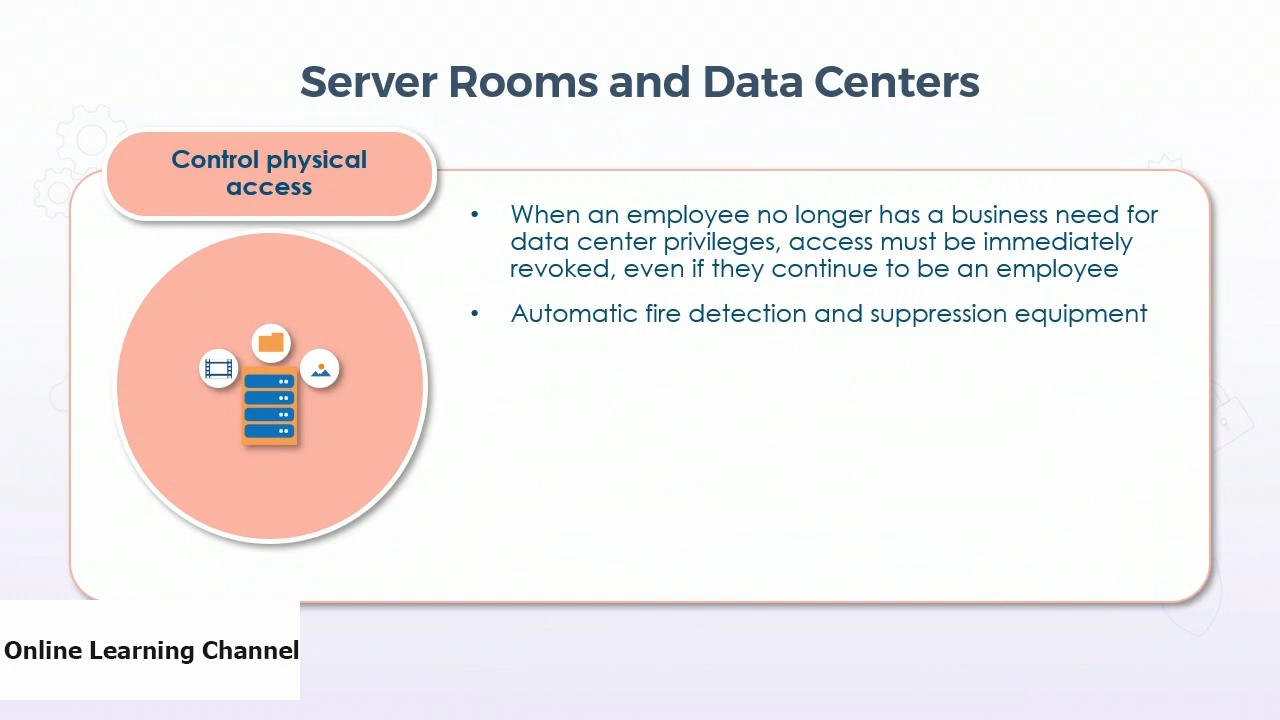 Server Rooms and Data Centers
Control physical
access
• When an employee no longer has a business need for
data center privileges, access must be immediately
revoked, even if they continue to be an employee
• Automatic fire detection and suppression equipment
Online Learning Channel